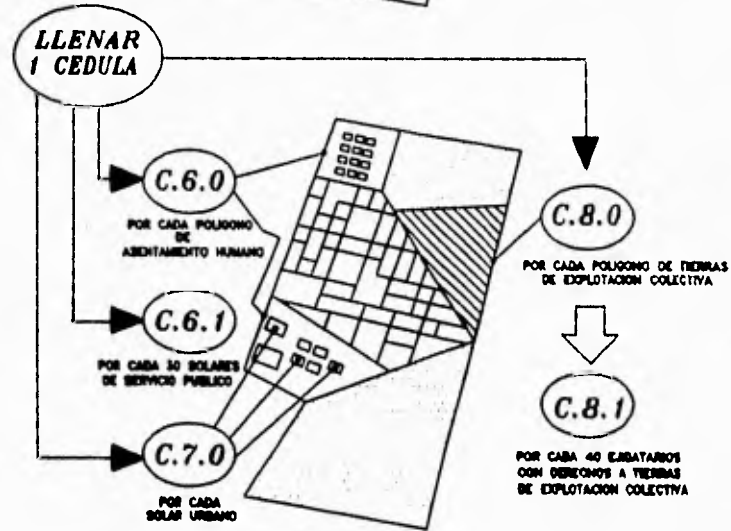 LLENAR
1 CEDULA
C.6.0
POR CADA POLIGONO
DE
ASENTAMIENTO HUMANO
C.6.1
POR CADA 30 SOLARES
DE SERVICIO PUBLICO
C.7.0
POR CADA
SOLAR URBANO
C.8.0
POR CADA POLIGONO DE TIERRAS
DE EXPLOTACION COLECTIVA
C.8.1
POR CADA 40 EJIDATARIOS
CON DERECHOS A TIERRAS
DE EXPLOTACION COLECTIVA